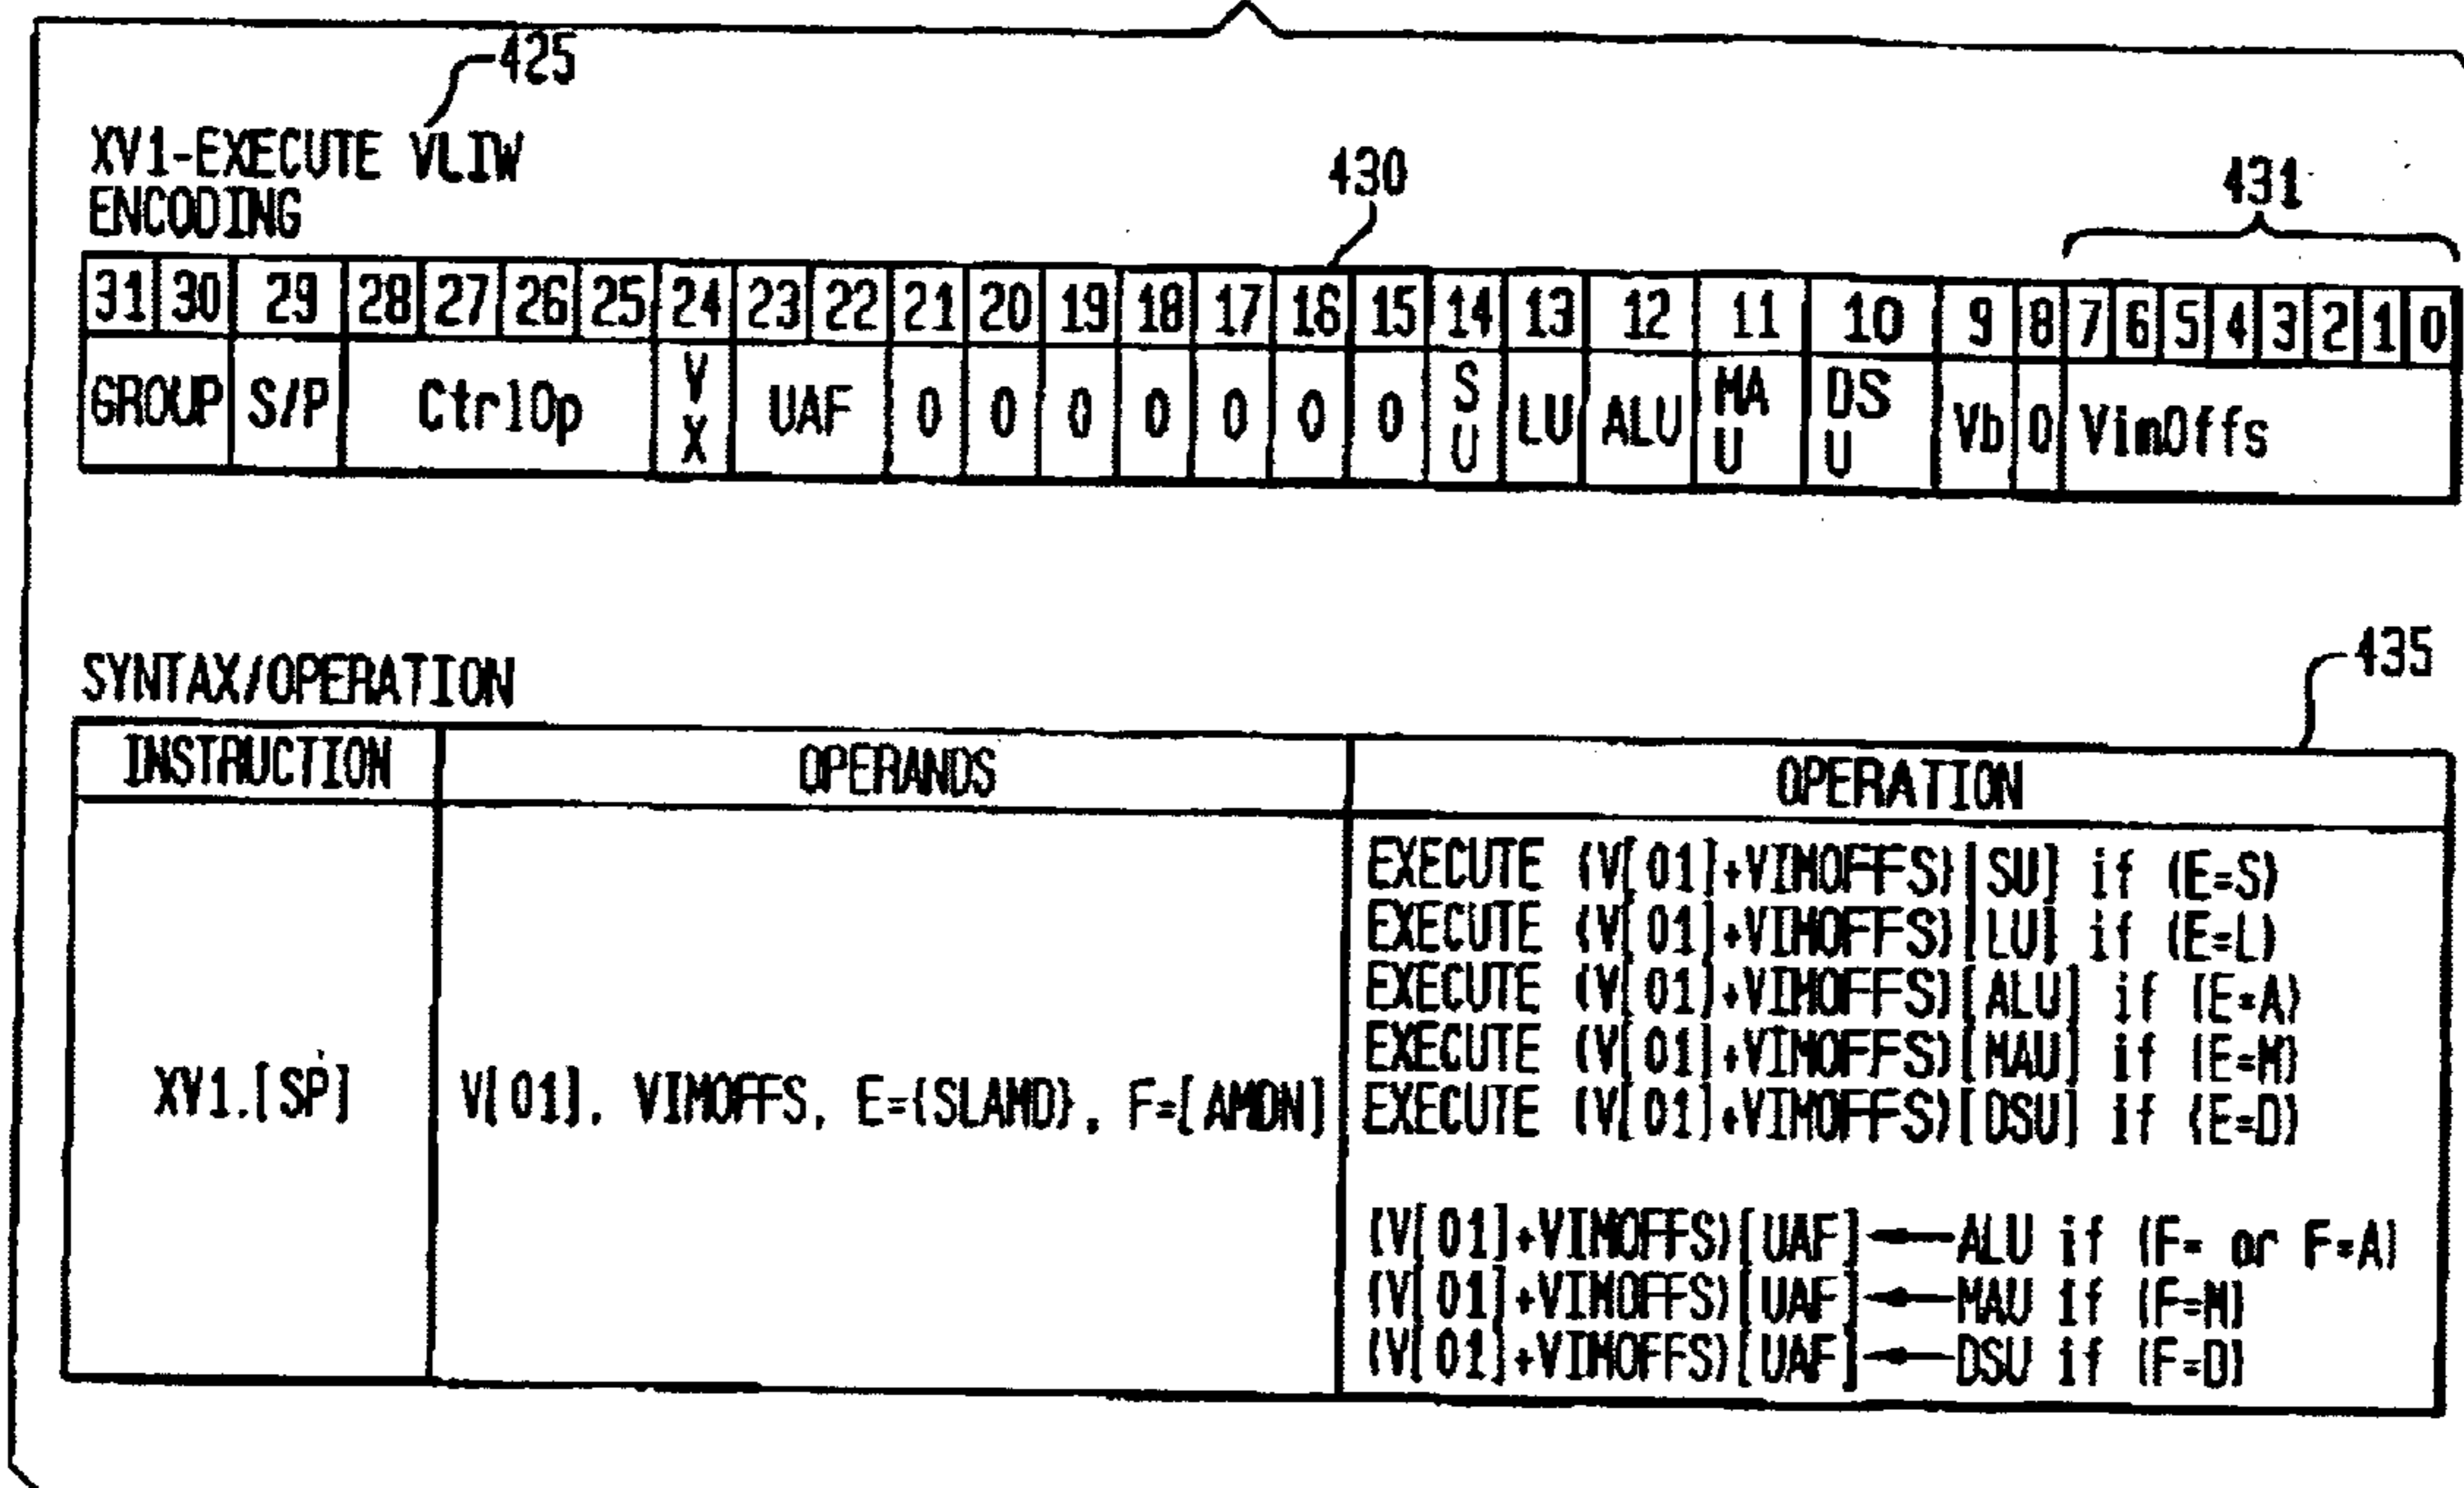 425
XV1-EXECUTE VLIW
ENCODING
430
431
31 30 29 28 27 26 25 24 23 22 21 20 19 18 17 16 15 14 13 12 11 10 9 8 7 6 5 4 3 2 1 0
GROUP S/P CtrlOp VX UAF 0 0 0 0 0 0 0 SU LU ALU MAU DSU Vb 0 VimOffs
SYNTAX/OPERATION
435
INSTRUCTION OPERANDS OPERATION
EXECUTE (V[01]+VIMOFFS)[SU] if (E=S)
EXECUTE (V[01]+VIMOFFS)[LU] if (E=L)
EXECUTE (V[01]+VIMOFFS)[ALU] if (E=A)
EXECUTE (V[01]+VIMOFFS)[MAU] if (E=M)
XV1.[SP] V[01], VIMOFFS, E={SLAMD}, F=[AMDN] EXECUTE (V[01]+VIMOFFS)[DSU] if (E=D)
(V[01]+VIMOFFS)[UAF]←ALU if (F= or F=A)
(V[01]+VIMOFFS)[UAF]←MAU if (F=M)
(V[01]+VIMOFFS)[UAF]←DSU if (F=D)